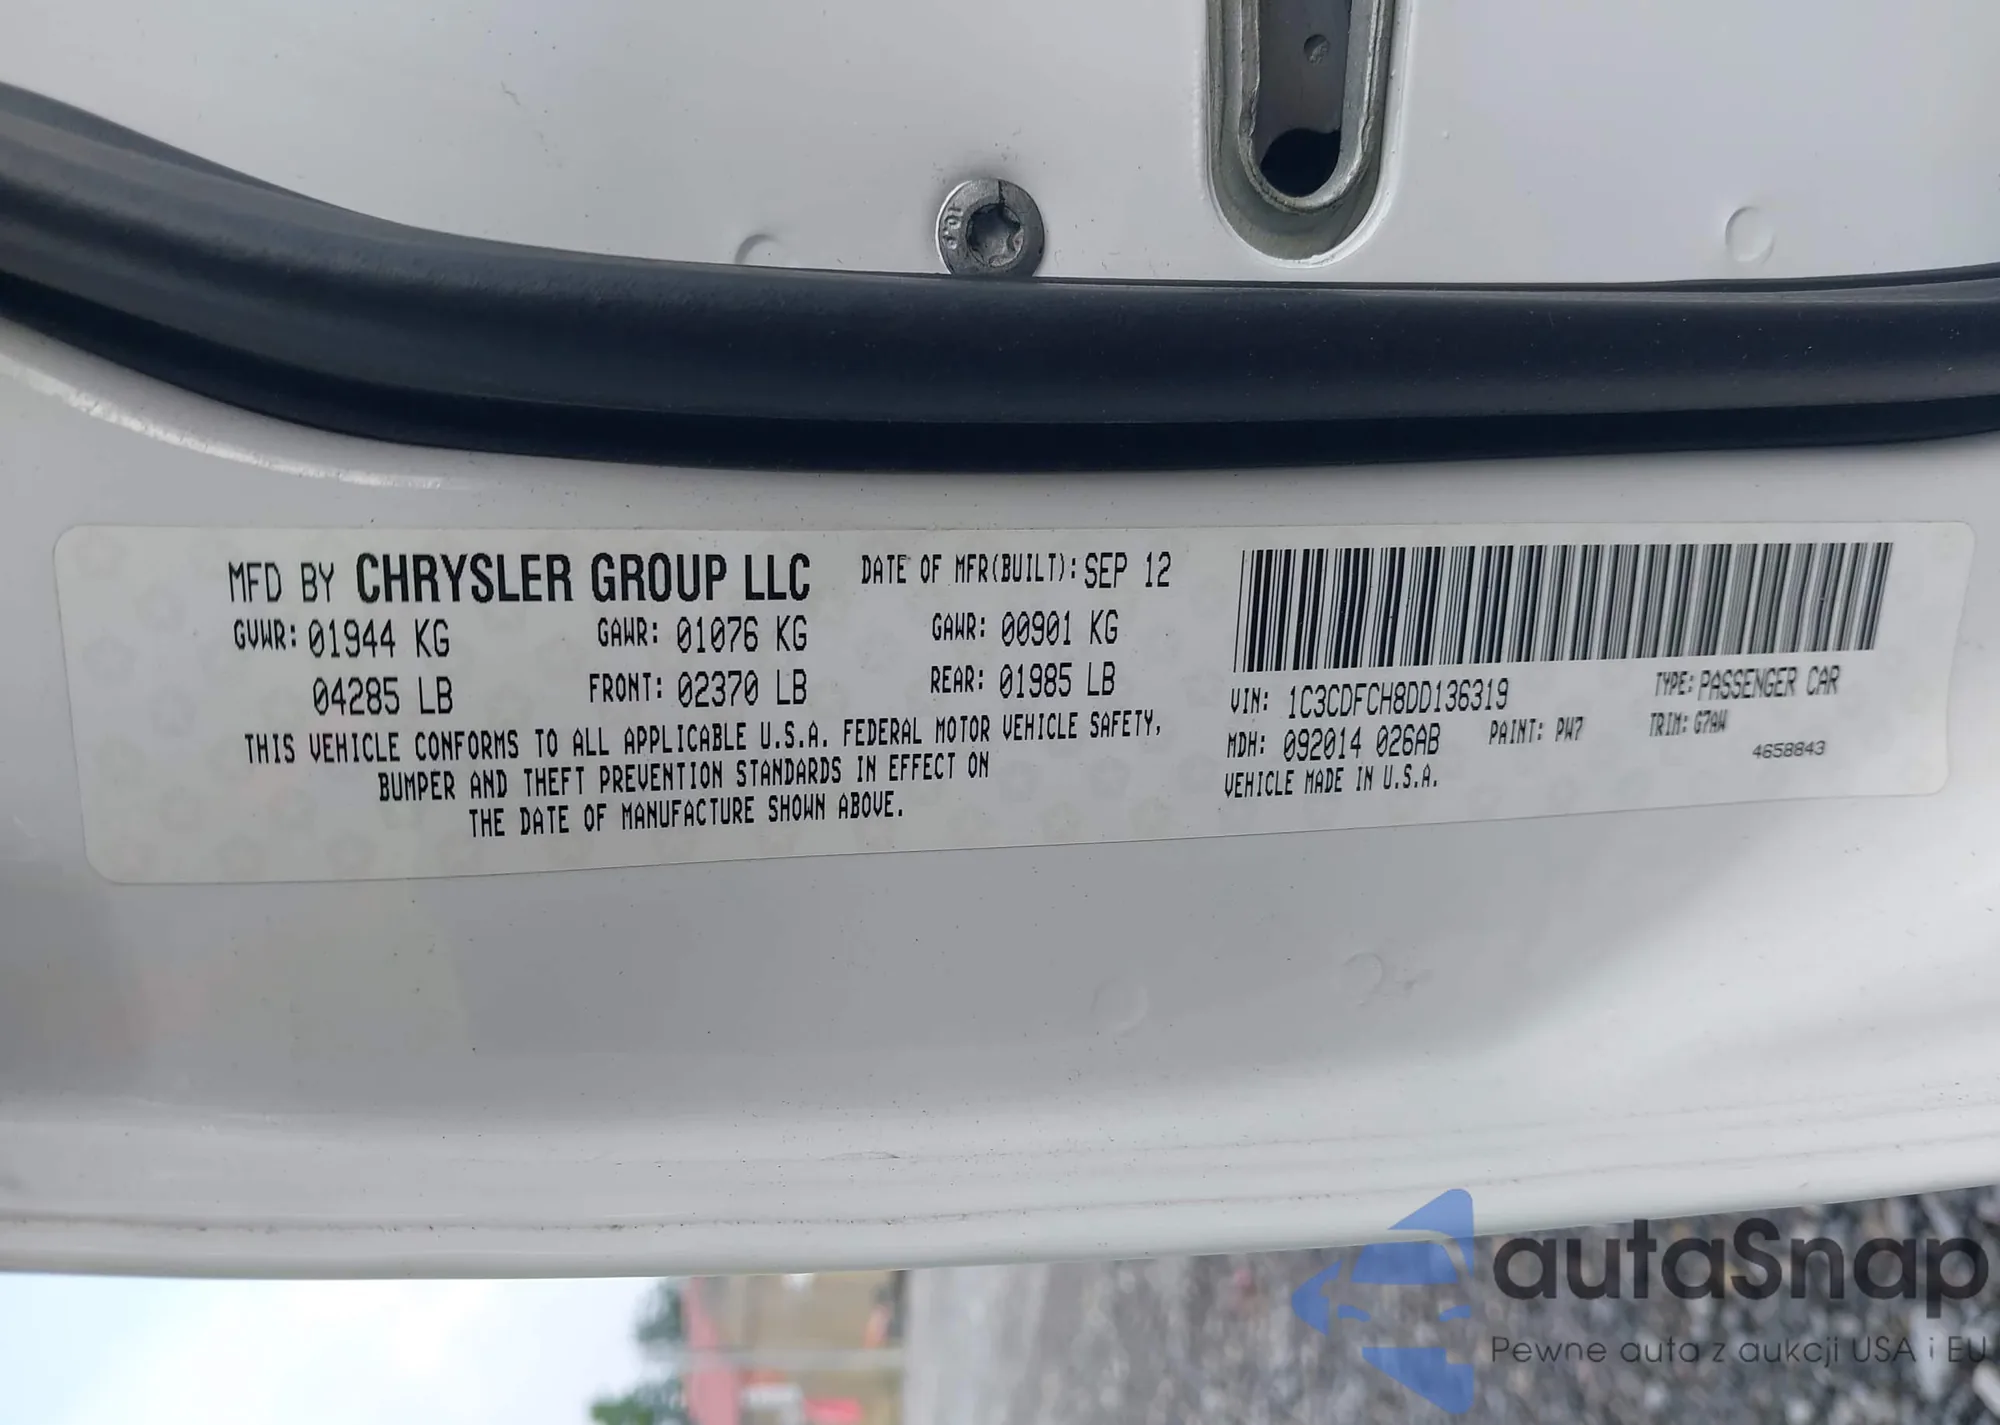 MFD BY CHRYSLER GROUP LLC DATE OF MFR(BUILT): SEP 12
GVWR: 01944 KG GAWR: 01076 KG GAWR: 00901 KG
04285 LB FRONT: 02370 LB REAR: 01985 LB
THIS VEHICLE CONFORMS TO ALL APPLICABLE U.S.A. FEDERAL MOTOR VEHICLE SAFETY,
BUMPER AND THEFT PREVENTION STANDARDS IN EFFECT ON
THE DATE OF MANUFACTURE SHOWN ABOVE.
VIN: 1C3CDFCH8DD136319 TYPE: PASSENGER CAR
MDH: 092014 026AB PAINT: PW7 TRIM: G7AW
VEHICLE MADE IN U.S.A. 4658843
10.9
autaSnap
Pewne auta z aukcji USA i EU